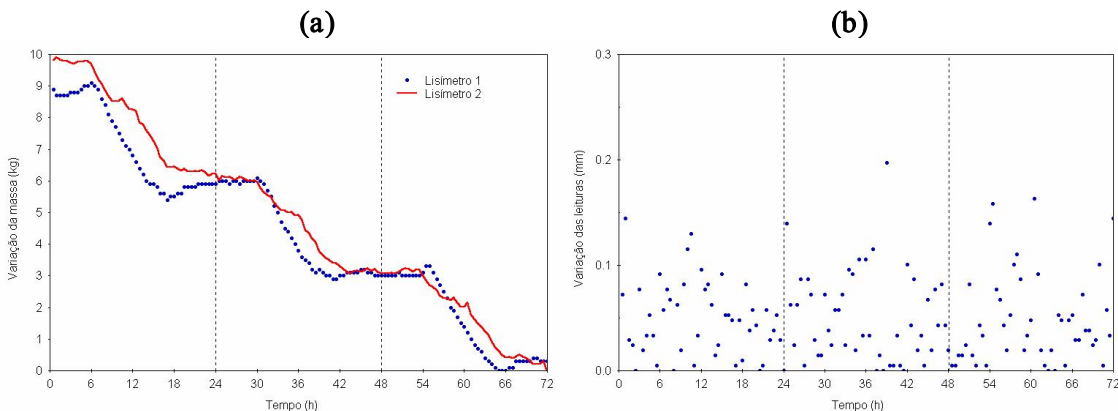 (a)
(b)
10
9
8
7
6
5
4
3
2
1
0
Variação da massa (kg)
Lisímetro 1
Lisímetro 2
0 6 12 18 24 30 36 42 48 54 60 66 72
Tempo (h)
0.3
0.2
0.1
0.0
Variação das leituras (mm)
0 6 12 18 24 30 36 42 48 54 60 66 72
Tempo (h)